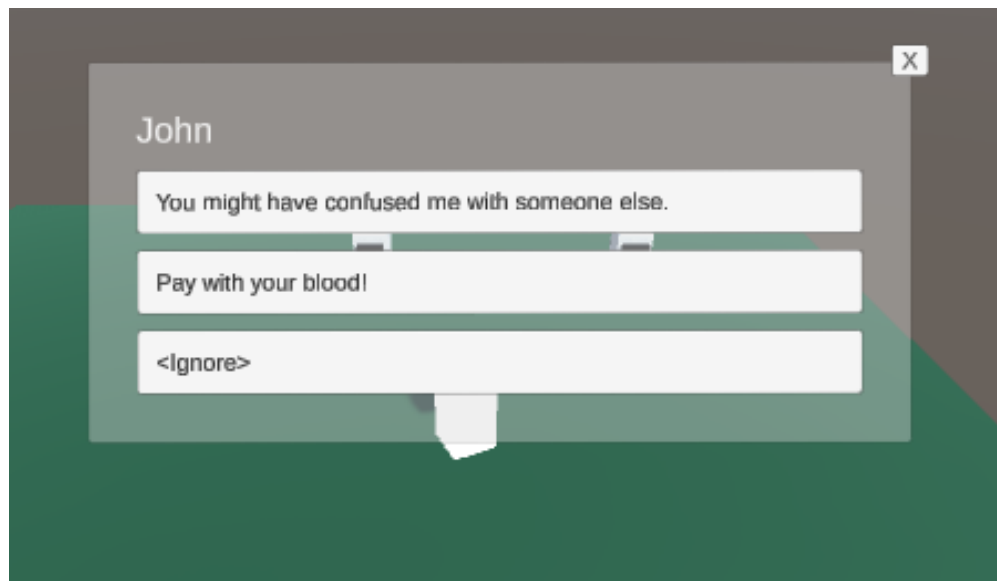 X
John
You might have confused me with someone else.
Pay with your blood!
<Ignore>